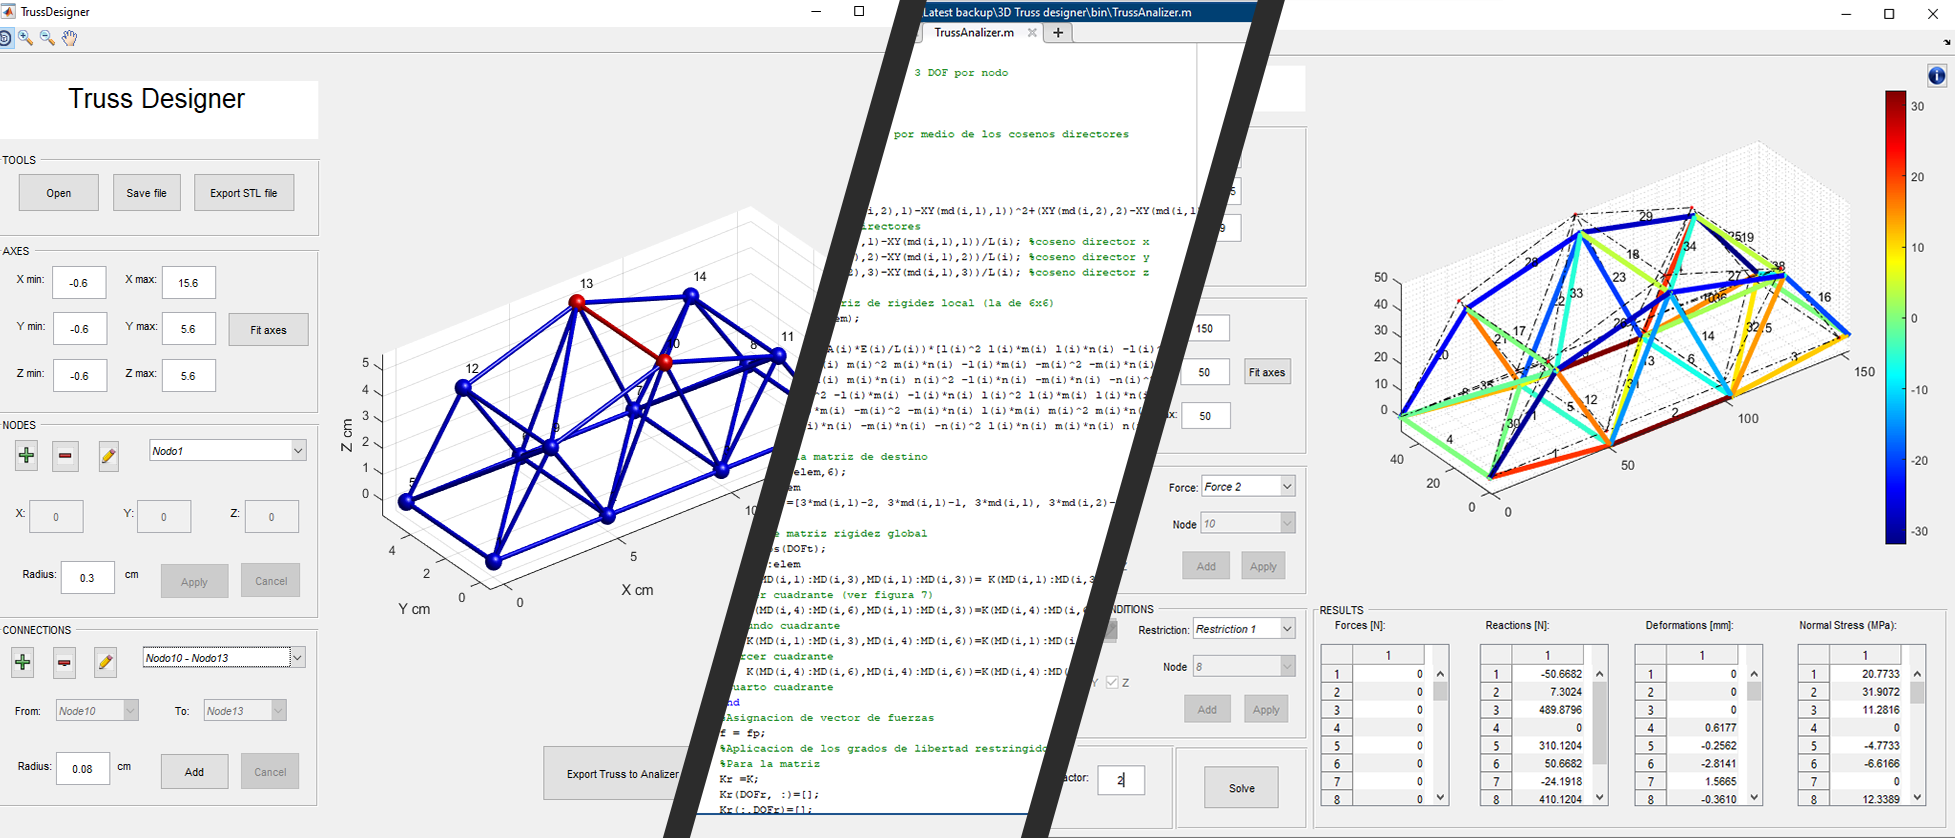 TrussDesigner
Truss Designer
TOOLS
Open
Save file
Export STL file
AXES
X min:
-0.6
X max:
15.6
Y min:
-0.6
Y max:
5.6
Fit axes
Z min:
-0.6
Z max:
5.6
NODES
Nodo1
X:
0
Y:
0
Z:
0
Radius:
0.3
cm
Apply
Cancel
CONNECTIONS
Nodo10 - Nodo13
From:
Node10
To:
Node13
Radius:
0.08
cm
Add
Cancel
Z cm
5
4
3
2
1
0
4
2
0
Y cm
0
5
10
X cm
12
13
14
11
8
10
7
9
6
5
Export Truss to Analizer
Latest backup\3D Truss designer\bin\TrussAnalizer.m
TrussAnalizer.m
3 DOF por nodo
por medio de los cosenos directores
i,2),1)-XY(md(i,1),1))^2+(XY(md(i,2),2)-XY(md(i,1
irectores
,1)-XY(md(i,1),1))/L(i); %coseno director x
,2)-XY(md(i,1),2))/L(i); %coseno director y
2),3)-XY(md(i,1),3))/L(i); %coseno director z
riz de rigidez local (la de 6x6)
em);
A(i)*E(i)/L(i))*[l(i)^2 l(i)*m(i) l(i)*n(i) -l(i)^
i) m(i)^2 m(i)*n(i) -l(i)*m(i) -m(i)^2 -m(i)*n(i)
i) m(i)*n(i) n(i)^2 -l(i)*n(i) -m(i)*n(i) -n(i)^
^2 -l(i)*m(i) -l(i)*n(i) l(i)^2 l(i)*m(i) l(i)*n
*m(i) -m(i)^2 -m(i)*n(i) l(i)*m(i) m(i)^2 m(i)*n
i)*n(i) -m(i)*n(i) -n(i)^2 l(i)*n(i) m(i)*n(i) n(
la matriz de destino
elem,6);
em
=[3*md(i,1)-2, 3*md(i,1)-1, 3*md(i,1), 3*md(i,2)-
e matriz rigidez global
os(DOFt);
:elem
MD(i,1):MD(i,3),MD(i,1):MD(i,3))= K(MD(i,1):MD(i,3
er cuadrante (ver figura 7)
(MD(i,4):MD(i,6),MD(i,1):MD(i,3))=K(MD(i,4):MD(i,6
undo cuadrante
K(MD(i,1):MD(i,3),MD(i,4):MD(i,6))=K(MD(i,1):MD(i
ercer cuadrante
K(MD(i,4):MD(i,6),MD(i,4):MD(i,6))=K(MD(i,4):MD(
uarto cuadrante
nd
%Asignacion de vector de fuerzas
f = fp;
%Aplicacion de los grados de libertad restringido
%Para la matriz
Kr =K;
Kr(DOFr, :)=[];
Kr(:,DOFr)=[];
5
9
150
50
Fit axes
50
Force:
Force 2
Node
10
Add
Apply
NDITIONS
Restriction:
Restriction 1
Node
8
Y
Z
Add
Apply
actor:
2
Solve
50
40
30
20
10
0
40
20
0
0
50
100
150
29
18
34
19
23
33
17
16
14
6
12
5
4
2
3
1
30
20
10
0
-10
-20
-30
RESULTS
Forces [N]:
1
1 0
2 0
3 0
4 0
5 0
6 0
7 0
8 0
Reactions [N]:
1
1 -50.6682
2 7.3024
3 489.8796
4 0
5 310.1204
6 50.6682
7 -24.1918
8 410.1204
Deformations [mm]:
1
1 0
2 0
3 0
4 0.6177
5 -0.2562
6 -2.8141
7 1.5665
8 -0.3610
Normal Stress (MPa):
1
1 20.7733
2 31.9072
3 11.2816
4 0
5 -4.7733
6 -6.6166
7 0
8 12.3389